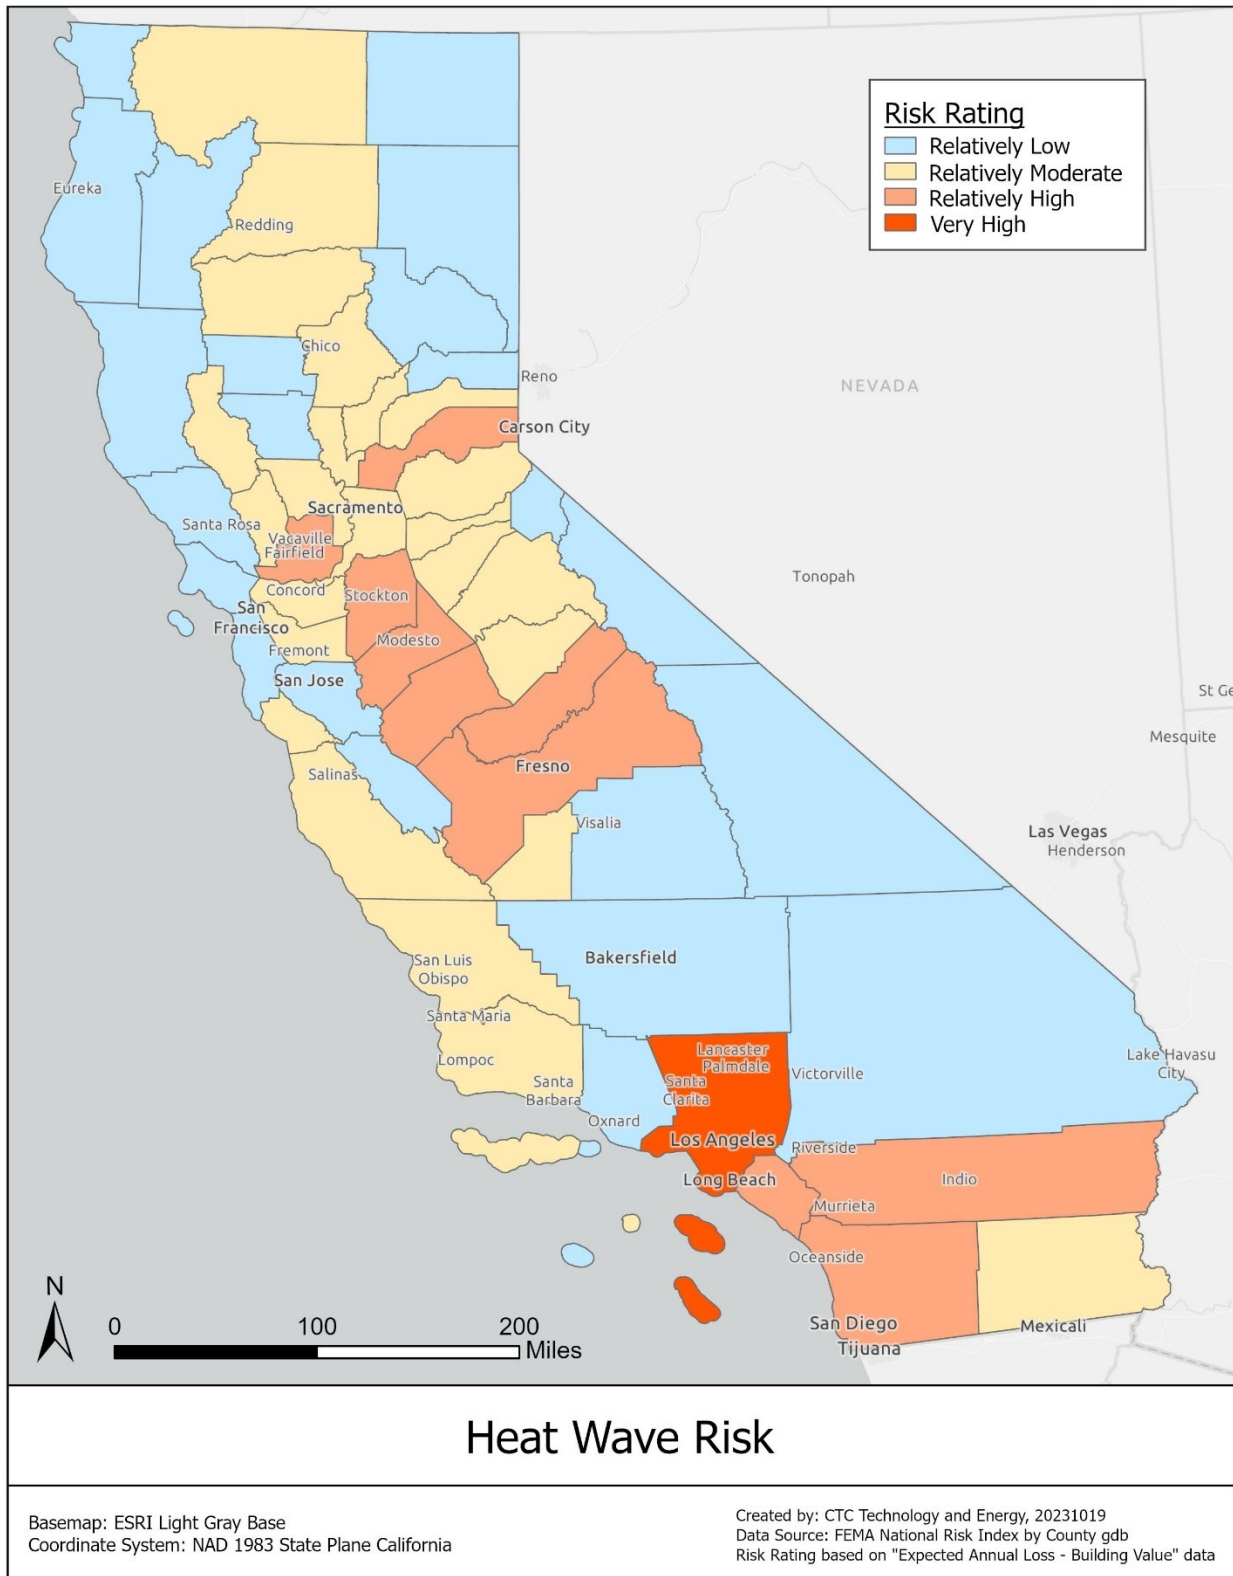 Risk Rating
Relatively Low
Relatively Moderate
Relatively High
Very High
Eureka
Redding
Chico
Reno
NEVADA
Carson City
Santa Rosa
Sacramento
Vacaville
Fairfield
Concord
Stockton
Tonopah
San
Francisco
Fremont
Modesto
San Jose
St Ge
Mesquite
Salinas
Fresno
Visalia
Las Vegas
Henderson
San Luis
Obispo
Bakersfield
Santa Maria
Lompoc
Lancaster
Palmdale
Victorville
Lake Havasu
City
Santa
Barbara
Santa
Clarita
Oxnard
Los Angeles
Riverside
Long Beach
Indio
Murrieta
Oceanside
San Diego
Tijuana
Mexicali
N
0 100 200
Miles
Heat Wave Risk
Basemap: ESRI Light Gray Base
Coordinate System: NAD 1983 State Plane California
Created by: CTC Technology and Energy, 20231019
Data Source: FEMA National Risk Index by County gdb
Risk Rating based on "Expected Annual Loss - Building Value" data